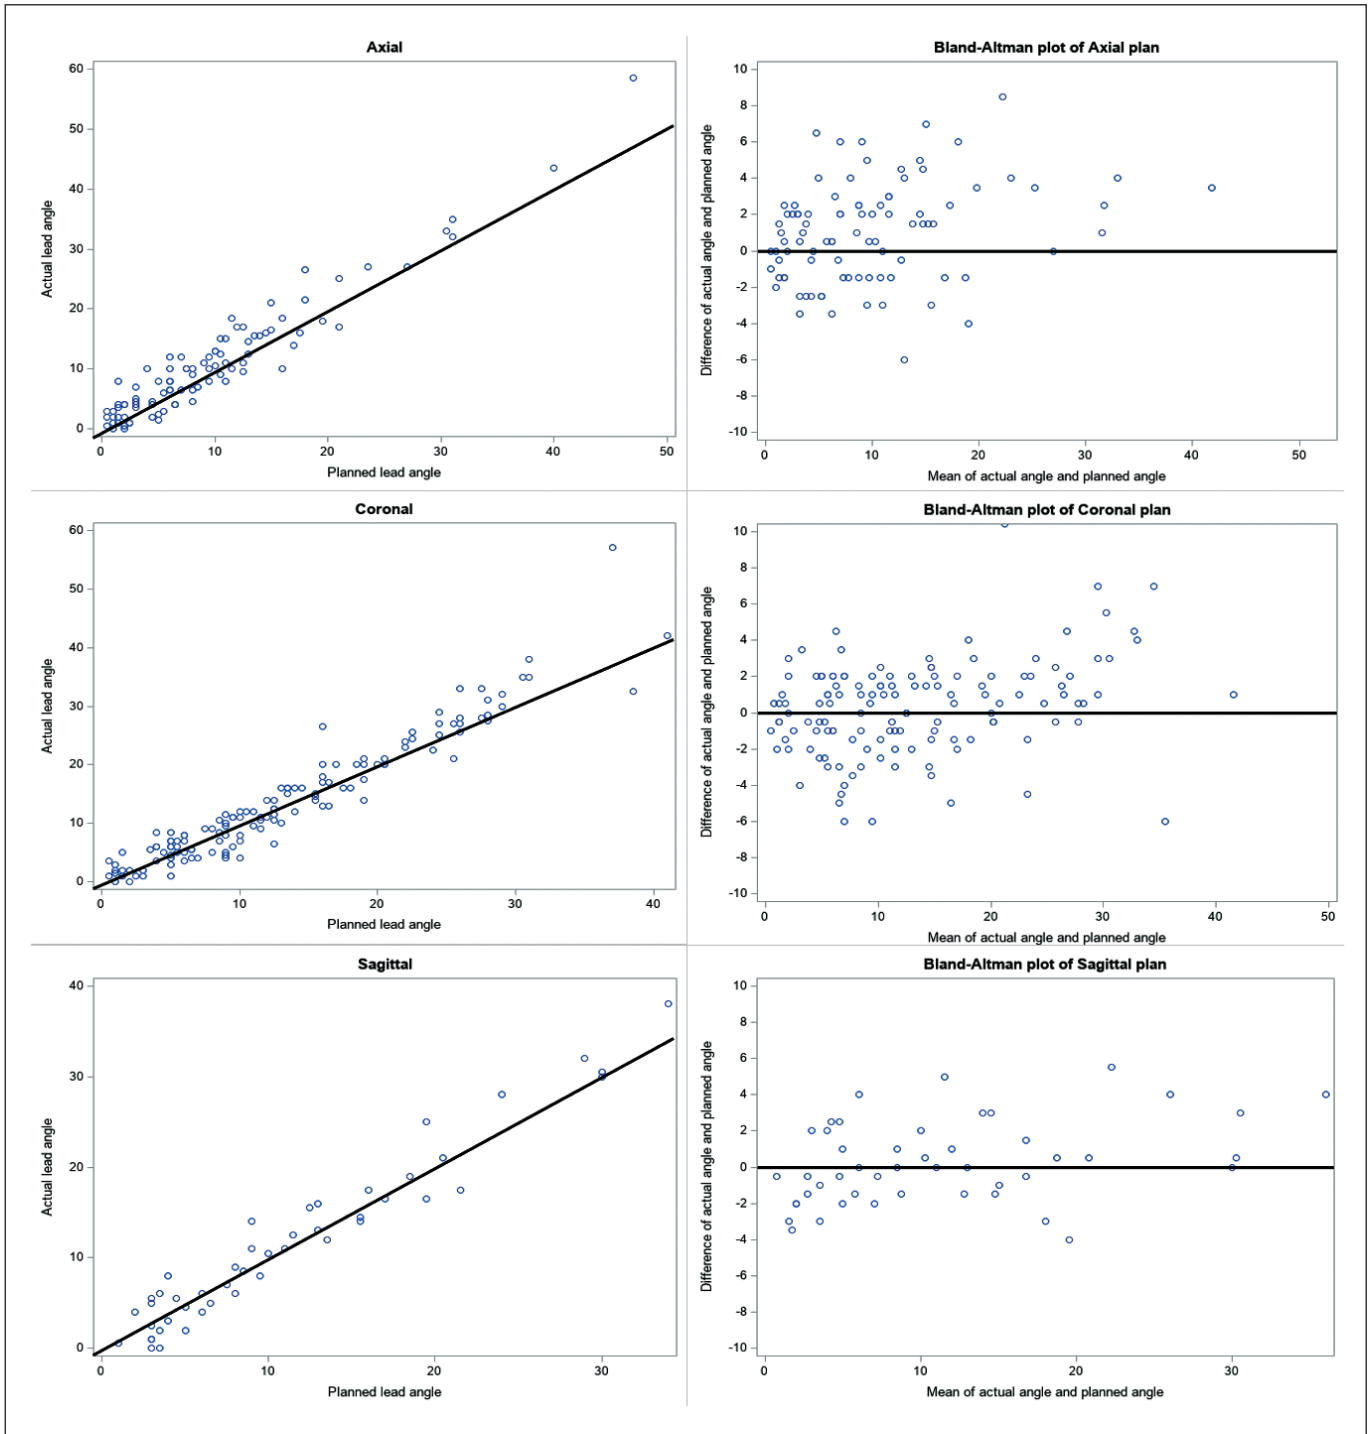 Axial
60
50
40
30
20
10
0
Actual lead angle
0 10 20 30 40 50
Planned lead angle
Bland-Altman plot of Axial plan
10
8
6
4
2
0
-2
-4
-6
-8
-10
Difference of actual angle and planned angle
0 10 20 30 40 50
Mean of actual angle and planned angle
Coronal
60
50
40
30
20
10
0
Actual lead angle
0 10 20 30 40
Planned lead angle
Bland-Altman plot of Coronal plan
10
8
6
4
2
0
-2
-4
-6
-8
-10
Difference of actual angle and planned angle
0 10 20 30 40 50
Mean of actual angle and planned angle
Sagittal
40
30
20
10
0
Actual lead angle
0 10 20 30
Planned lead angle
Bland-Altman plot of Sagittal plan
10
8
6
4
2
0
-2
-4
-6
-8
-10
Difference of actual angle and planned angle
0 10 20 30
Mean of actual angle and planned angle